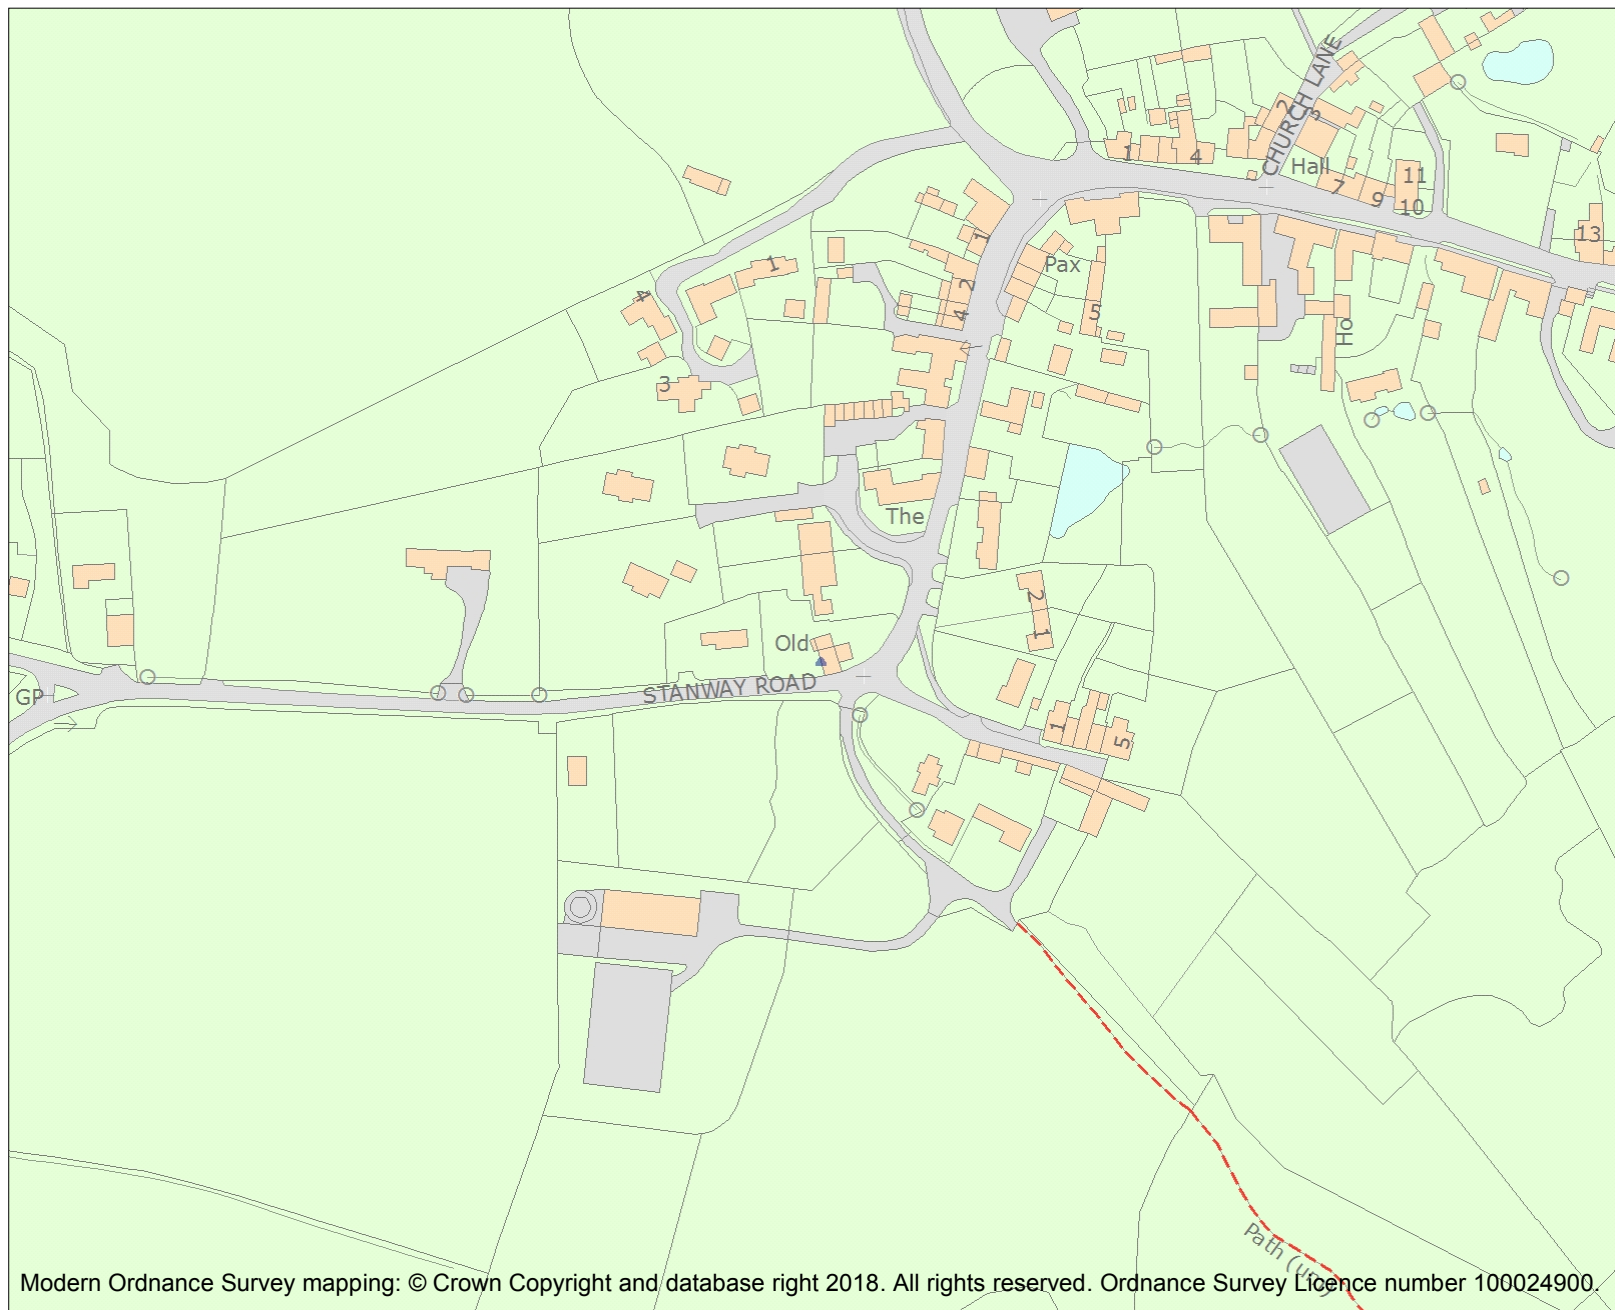 CHURCH LANE
2
3
1
4
Hall
7
11
9
10
13
1
Pax
1
2
4
4
5
Ho
3
The
2
1
Old
STANWAY ROAD
GP
1
5
Path (um)
Modern Ordnance Survey mapping: © Crown Copyright and database right 2018. All rights reserved. Ordnance Survey Licence number 100024900.